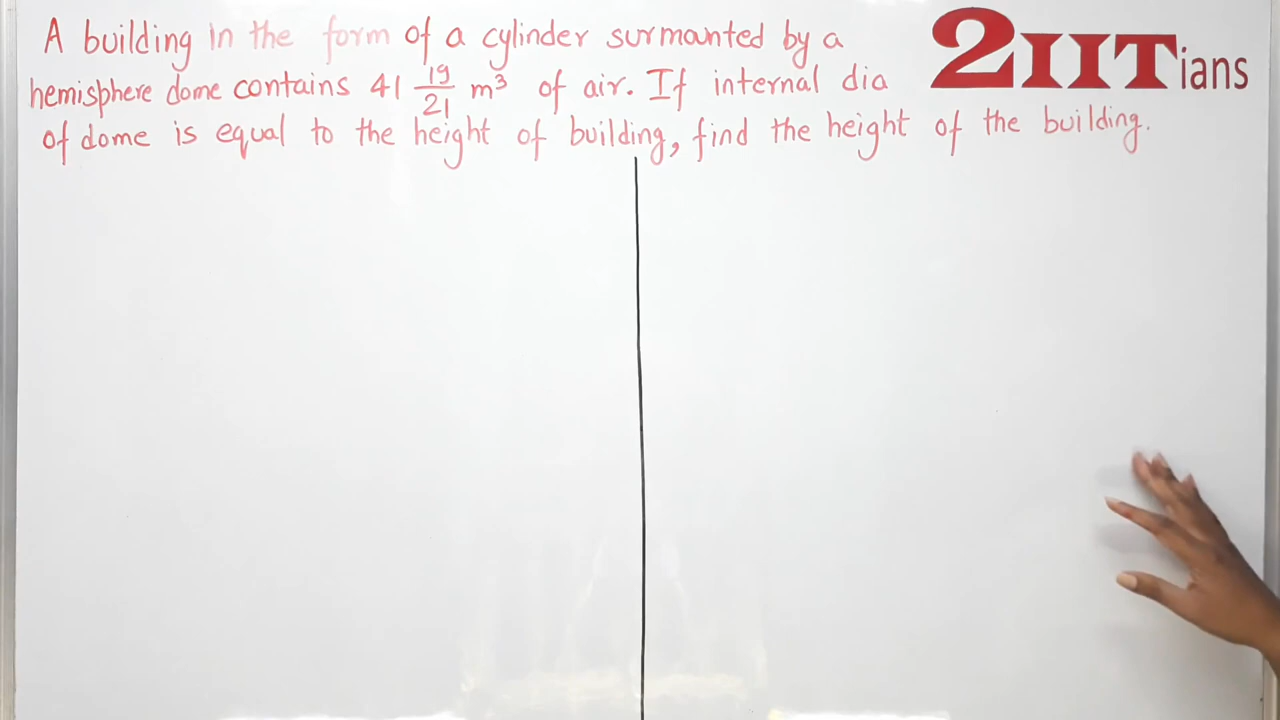 A building in the form of a cylinder surmounted by a
hemisphere dome contains 41 19/21 m³ of air. If internal dia
of dome is equal to the height of building, find the height of the building.
2IITians